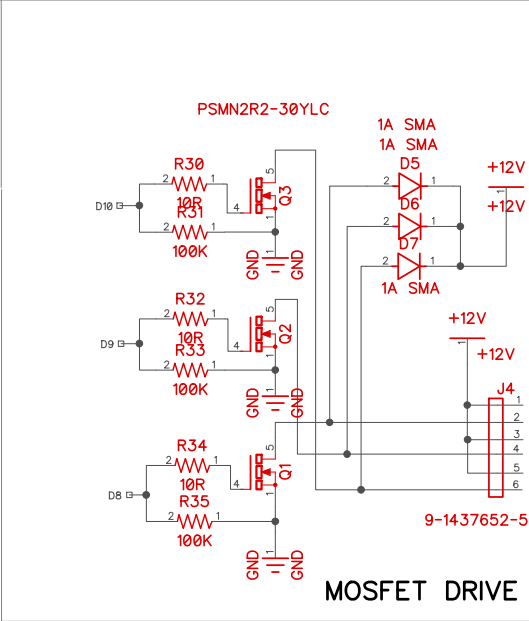 PSMN2R2-30YLC
1A SMA
1A SMA
D5
+12V
R30
2 1
10R
5
Q3
4
1
D10
R31
2 1
100K
GND GND
2 1
D6
2 1
D7
2 1
1A SMA
1
+12V
R32
2 1
10R
5
Q2
4
1
D9
R33
2 1
100K
GND GND
+12V
1
+12V
J4
1
2
3
4
5
6
9-1437652-5
R34
2 1
10R
5
Q1
4
1
D8
R35
2 1
100K
GND GND
MOSFET DRIVE